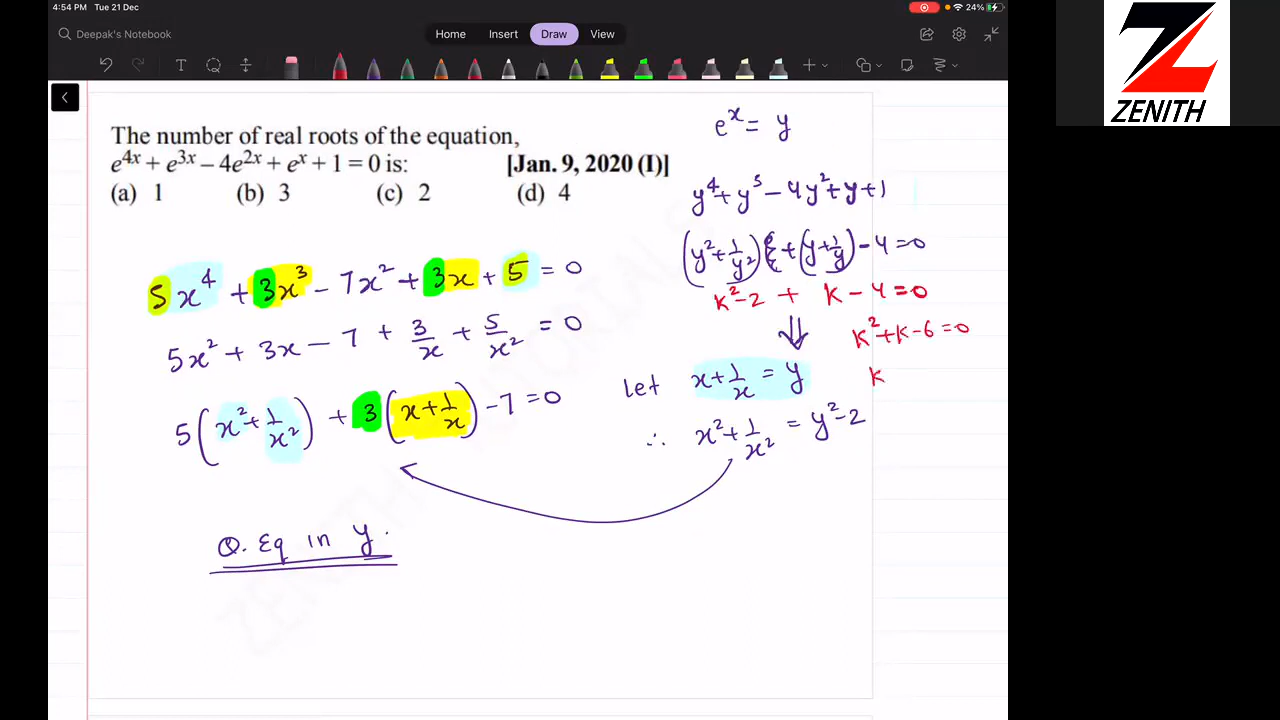 4:54 PM Tue 21 Dec
24%
Deepak's Notebook
Home Insert Draw View
ZENITH
The number of real roots of the equation,
e^4x + e^3x – 4e^2x + e^x + 1 = 0 is: [Jan. 9, 2020 (I)]
(a) 1 (b) 3 (c) 2 (d) 4
5x^4 + 3x^3 - 7x^2 + 3x + 5 = 0
5x^2 + 3x - 7 + 3/x + 5/x^2 = 0
5(x^2 + 1/x^2) + 3(x + 1/x) - 7 = 0
Q. Eq in y.
e^x = y
y^4 + y^3 - 4y^2 + y + 1
(y^2 + 1/y^2) + (y + 1/y) - 4 = 0
k^2 - 2 + k - 4 = 0
k^2 + k - 6 = 0
k
Let x + 1/x = y
∴ x^2 + 1/x^2 = y^2 - 2